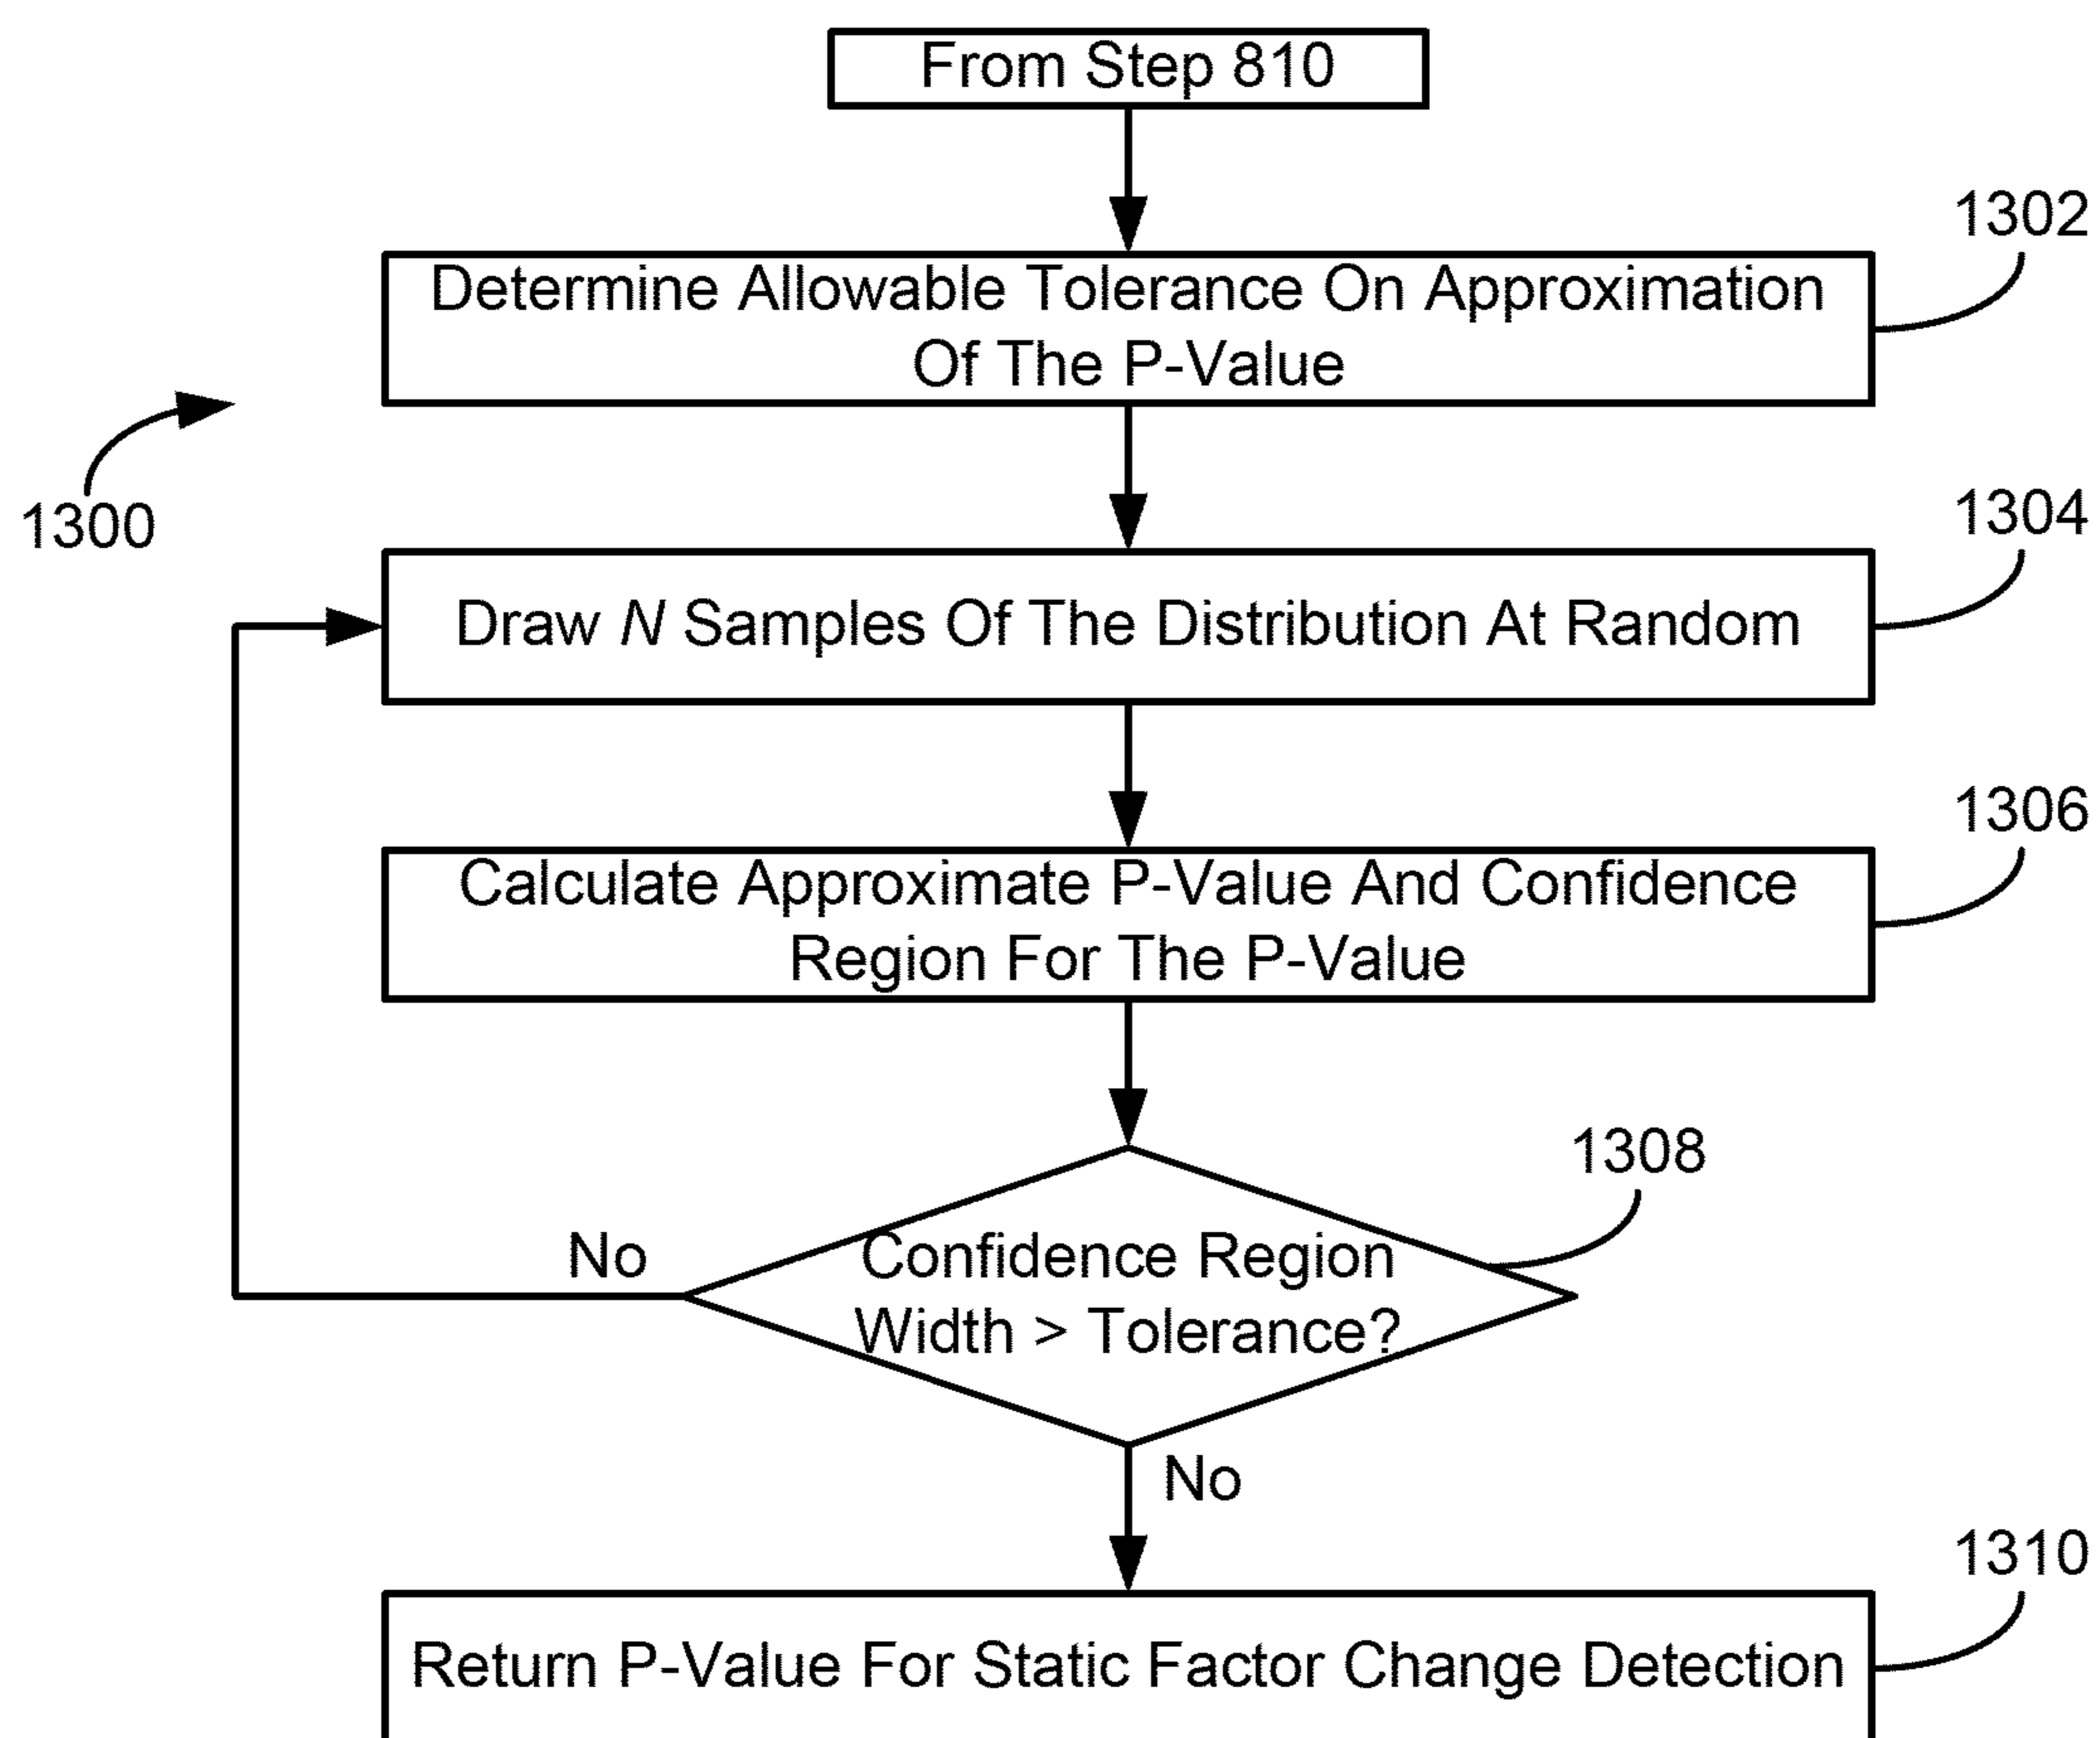 From Step 810
1302
Determine Allowable Tolerance On Approximation
Of The P-Value
1300
1304
Draw N Samples Of The Distribution At Random
1306
Calculate Approximate P-Value And Confidence
Region For The P-Value
1308
No
Confidence Region
Width > Tolerance?
No
1310
Return P-Value For Static Factor Change Detection